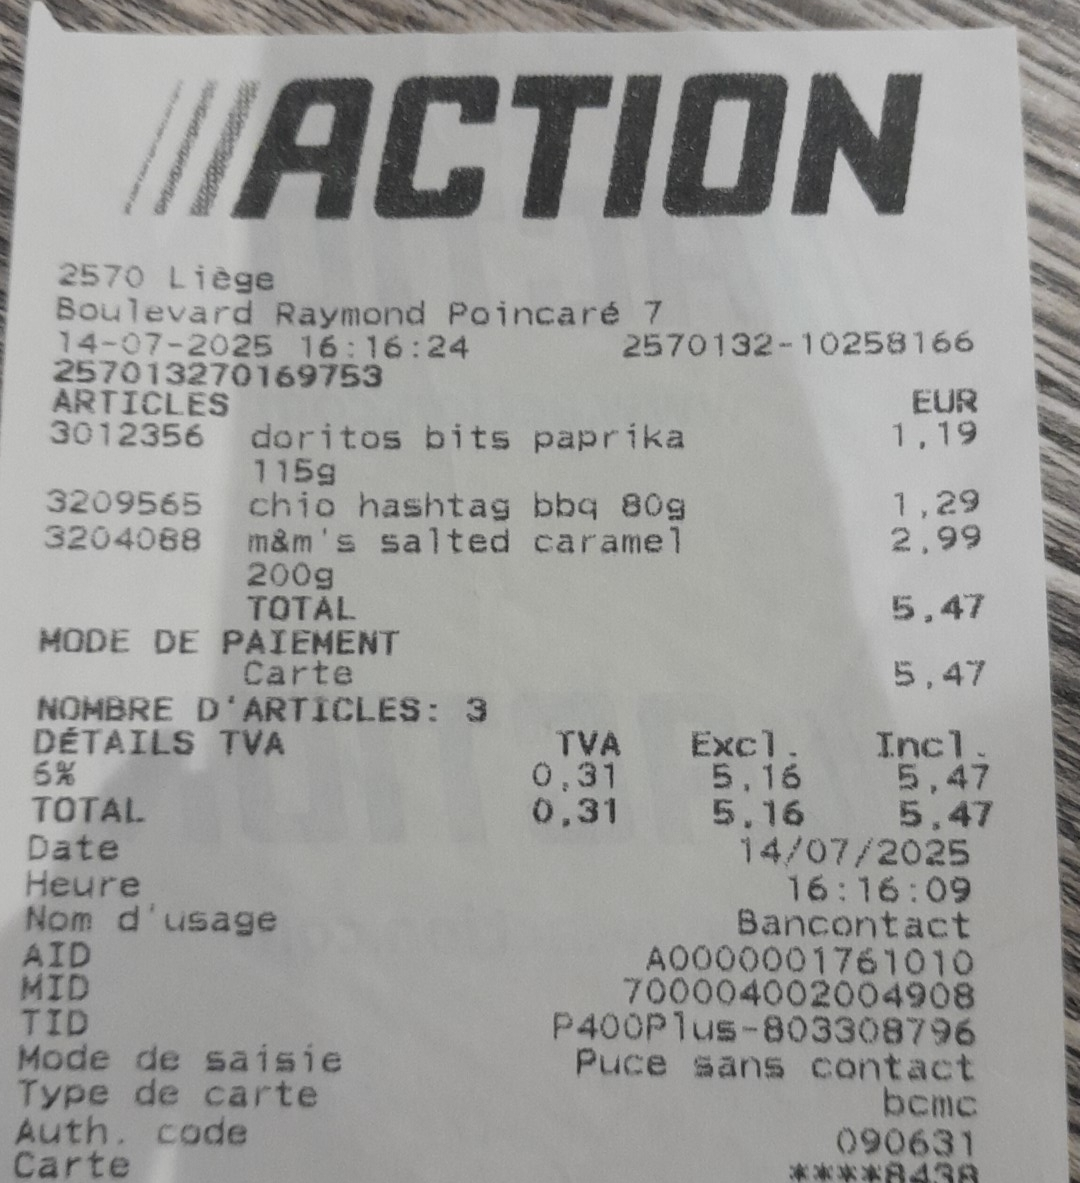 ACTION
2570 Liège
Boulevard Raymond Poincaré 7
14-07-2025 16:16:24 2570132-10258166
257013270169753
ARTICLES EUR
3012356 doritos bits paprika 1,19
115g
3209565 chio hashtag bbq 80g 1,29
3204088 m&m's salted caramel 2,99
200g
TOTAL 5,47
MODE DE PAIEMENT
Carte 5,47
NOMBRE D'ARTICLES: 3
DÉTAILS TVA TVA Excl. Incl.
6% 0,31 5,16 5,47
TOTAL 0,31 5,16 5,47
Date 14/07/2025
Heure 16:16:09
Nom d'usage Bancontact
AID A0000001761010
MID 700004002004908
TID P400Plus-803308796
Mode de saisie Puce sans contact
Type de carte bcmc
Auth. code 090631
Carte ****8438